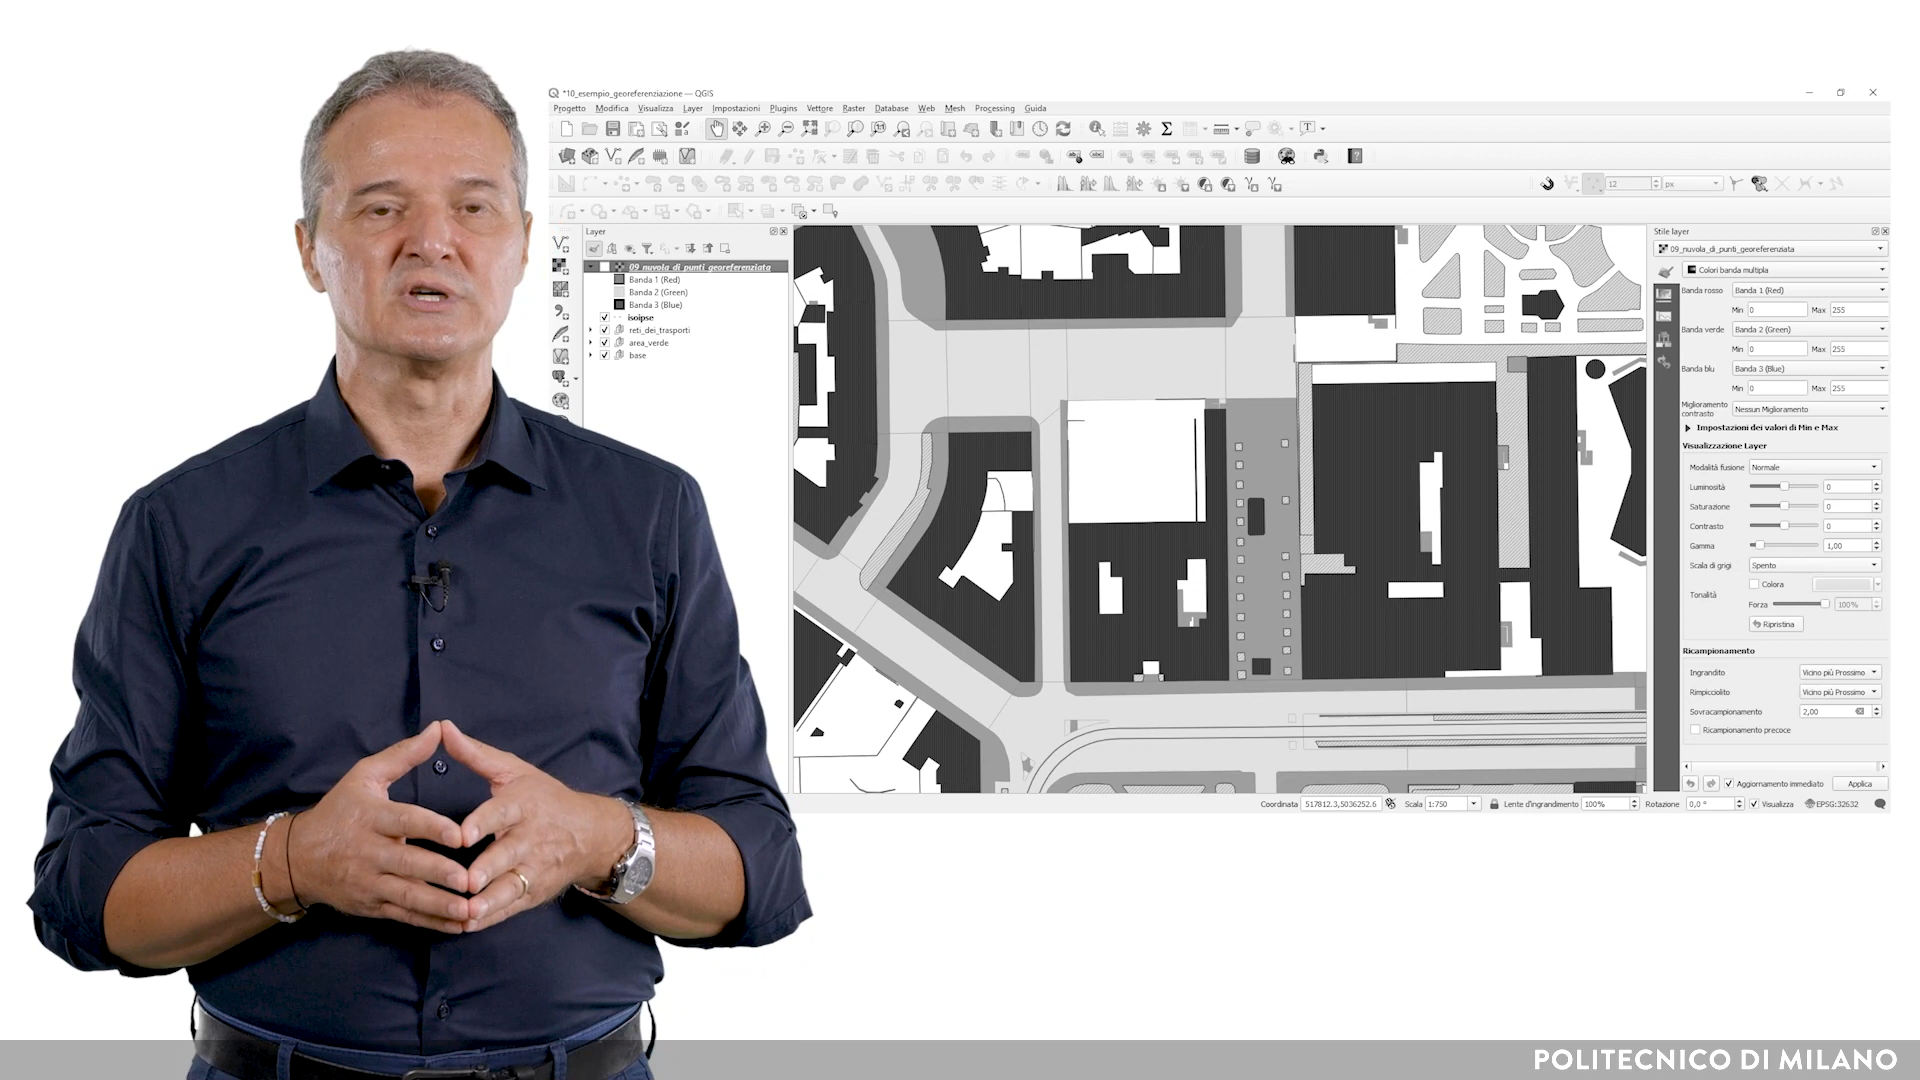 *10_esempio_georeferenziazione — QGIS
Progetto Modifica Visualizza Layer Impostazioni Plugins Vettore Raster Database Web Mesh Processing Guida
12 px
Layer
09_nuvola_di_punti_georeferenziata
Banda 1 (Red)
Banda 2 (Green)
Banda 3 (Blue)
isoipse
reti_dei_trasporti
area_verde
base
Stile layer
09_nuvola_di_punti_georeferenziata
Colori banda multipla
Banda rosso Banda 1 (Red)
Min 0 Max 255
Banda verde Banda 2 (Green)
Min 0 Max 255
Banda blu Banda 3 (Blue)
Min 0 Max 255
Miglioramento
contrasto Nessun Miglioramento
Impostazioni dei valori di Min e Max
Visualizzazione Layer
Modalità fusione Normale
Luminosità 0
Saturazione 0
Contrasto 0
Gamma 1,00
Scala di grigi Spento
Colora
Tonalità
Forza 100%
Ripristina
Ricampionamento
Ingrandito Vicino più Prossimo
Rimpicciolito Vicino più Prossimo
Sovracampionamento 2,00
Ricampionamento precoce
Aggiornamento immediato Applica
Coordinata 517812.3,5036252.6 Scala 1:750 Lente d'ingrandimento 100% Rotazione 0,0 ° Visualizza EPSG:32632
POLITECNICO DI MILANO